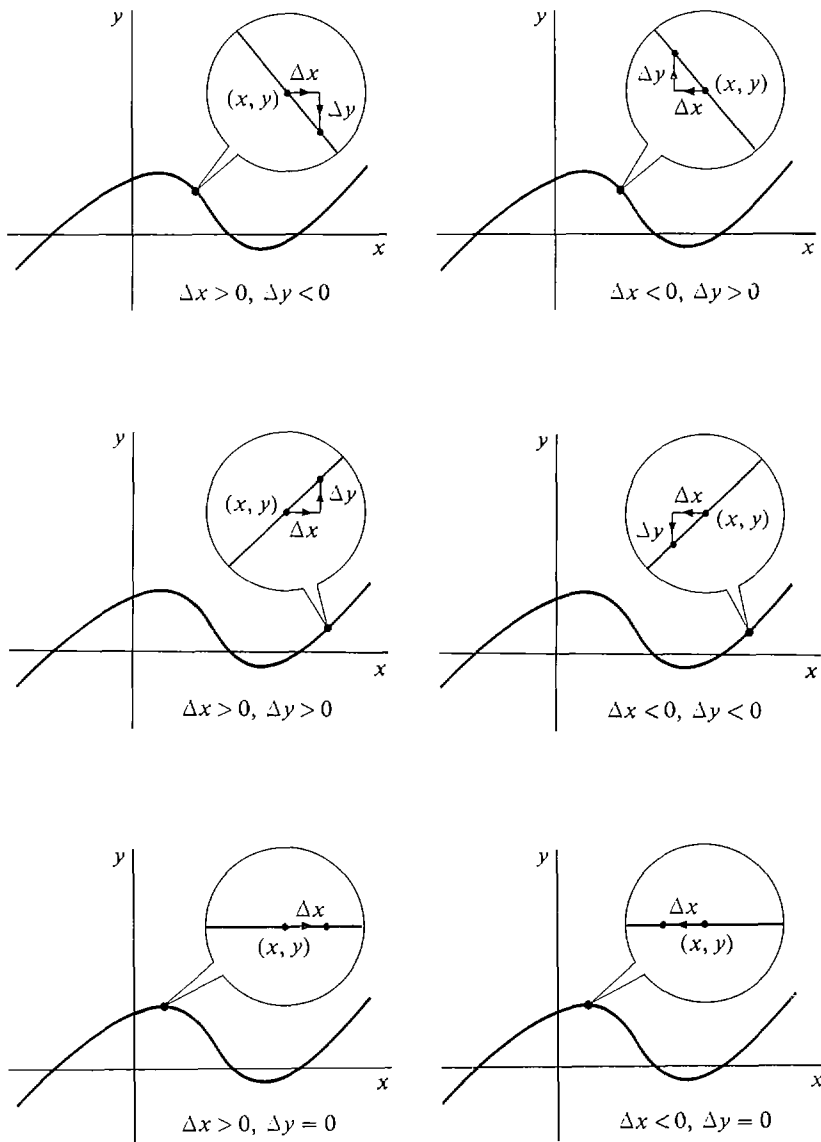 y
Δx
(x, y)
Δy
x
Δx > 0, Δy < 0
y
Δy
(x, y)
Δx
x
Δx < 0, Δy > 0
y
(x, y)
Δy
Δx
x
Δx > 0, Δy > 0
y
Δx
(x, y)
Δy
x
Δx < 0, Δy < 0
y
Δx
(x, y)
x
Δx > 0, Δy = 0
y
Δx
(x, y)
x
Δx < 0, Δy = 0